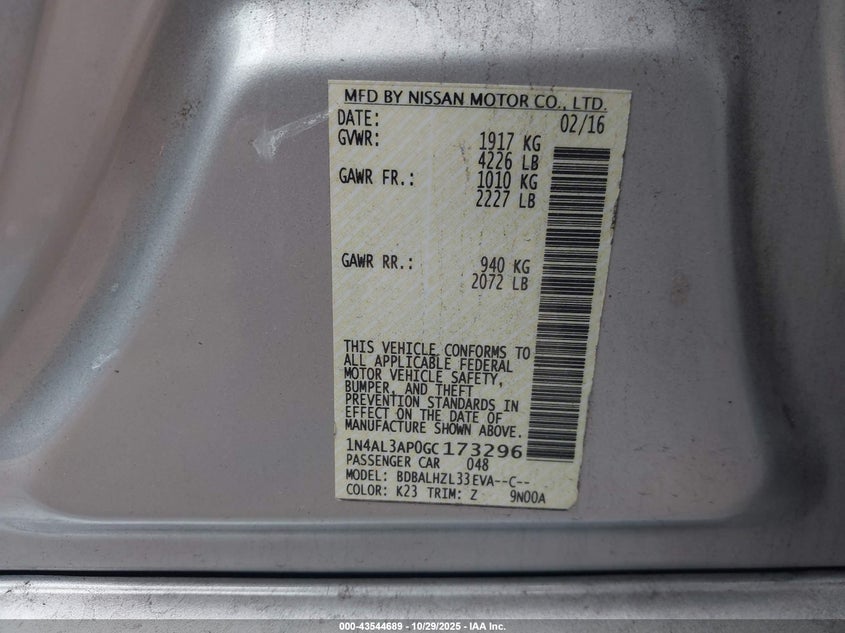 MFD BY NISSAN MOTOR CO., LTD.
DATE: 02/16
GVWR: 1917 KG
4226 LB
GAWR FR.: 1010 KG
2227 LB
GAWR RR.: 940 KG
2072 LB
THIS VEHICLE CONFORMS TO
ALL APPLICABLE FEDERAL
MOTOR VEHICLE SAFETY,
BUMPER, AND THEFT
PREVENTION STANDARDS IN
EFFECT ON THE DATE OF
MANUFACTURE SHOWN ABOVE.
1N4AL3AP0GC173296
PASSENGER CAR 048
MODEL: BDBALHZL33EVA--C--
COLOR: K23 TRIM: Z 9N00A
000-43544689 | 10/29/2025 - IAA Inc.